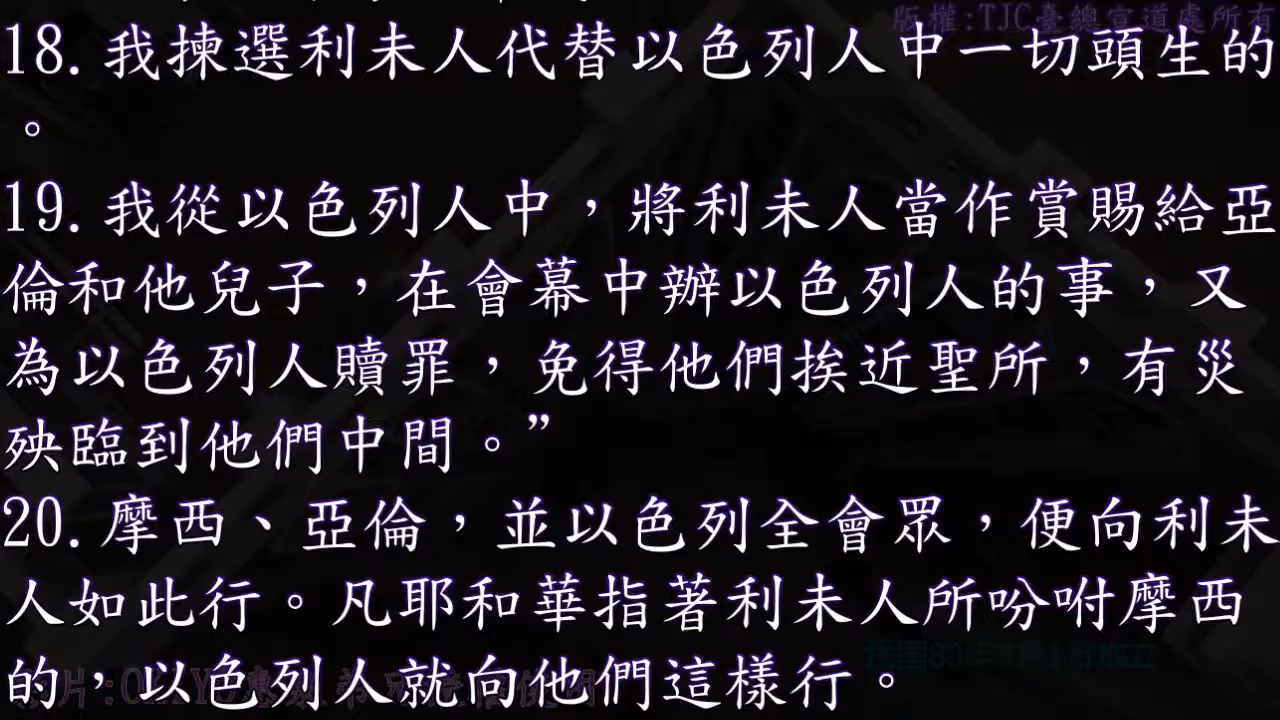 版權:TJC臺總宣道處所有
18.我揀選利未人代替以色列人中一切頭生的
。
19.我從以色列人中，將利未人當作賞賜給亞
倫和他兒子，在會幕中辦以色列人的事，又
為以色列人贖罪，免得他們挨近聖所，有災
殃臨到他們中間。”
20.摩西、亞倫，並以色列全會眾，便向利未
人如此行。凡耶和華指著利未人所吩咐摩西
的，以色列人就向他們這樣行。